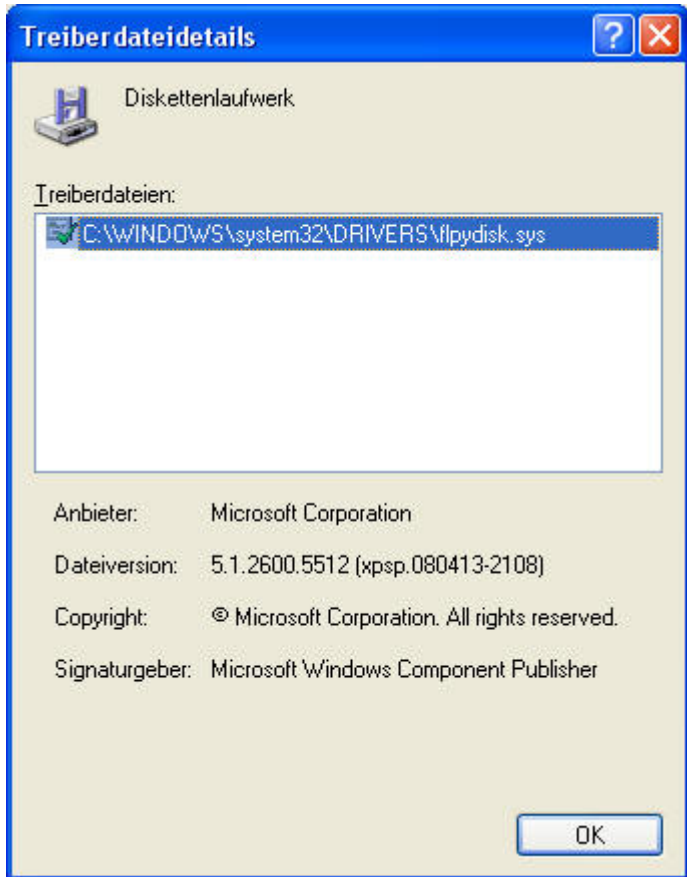 Treiberdateidetails
Diskettenlaufwerk
Treiberdateien:
C:\WINDOWS\system32\DRIVERS\flpydisk.sys
Anbieter: Microsoft Corporation
Dateiversion: 5.1.2600.5512 (xpsp.080413-2108)
Copyright: © Microsoft Corporation. All rights reserved.
Signaturgeber: Microsoft Windows Component Publisher
OK